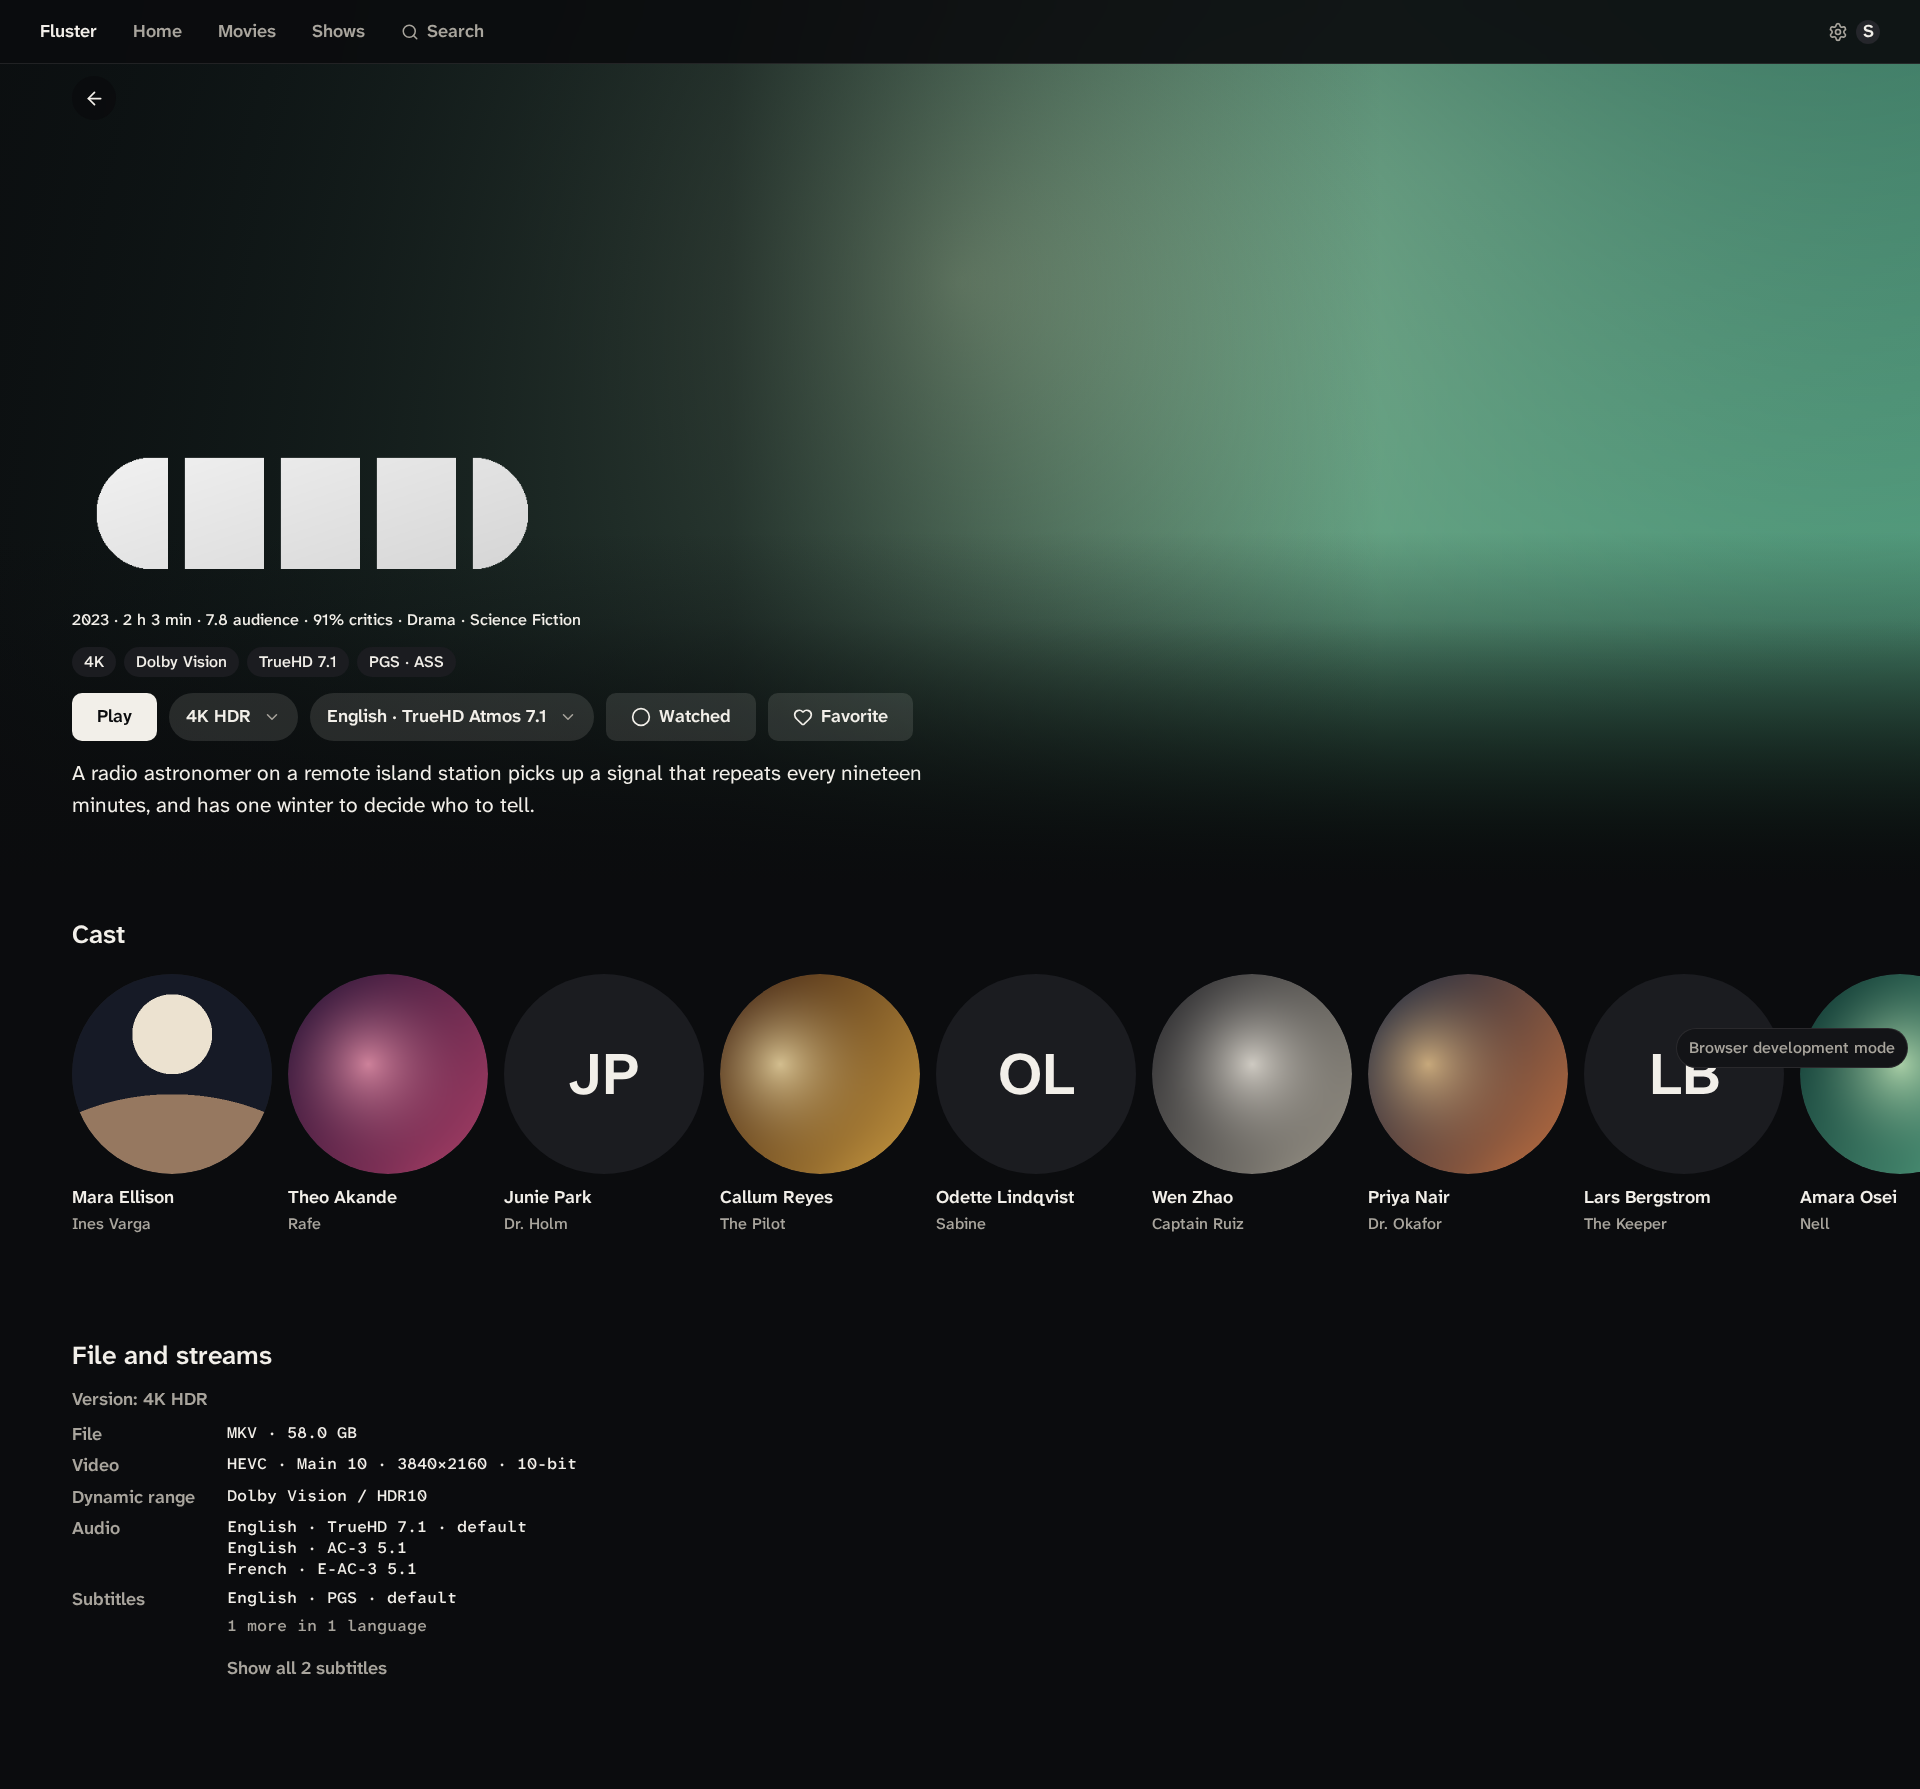 Fluster Home Movies Shows Search S
2023 · 2 h 3 min · 7.8 audience · 91% critics · Drama · Science Fiction
4K Dolby Vision TrueHD 7.1 PGS · ASS
Play 4K HDR English · TrueHD Atmos 7.1 Watched Favorite
A radio astronomer on a remote island station picks up a signal that repeats every nineteen
minutes, and has one winter to decide who to tell.
Cast
JP OL LB
Browser development mode
Mara Ellison Theo Akande Junie Park Callum Reyes Odette Lindqvist Wen Zhao Priya Nair Lars Bergstrom Amara Osei
Ines Varga Rafe Dr. Holm The Pilot Sabine Captain Ruiz Dr. Okafor The Keeper Nell
File and streams
Version: 4K HDR
File MKV · 58.0 GB
Video HEVC · Main 10 · 3840×2160 · 10-bit
Dynamic range Dolby Vision / HDR10
Audio English · TrueHD 7.1 · default
English · AC-3 5.1
French · E-AC-3 5.1
Subtitles English · PGS · default
1 more in 1 language
Show all 2 subtitles